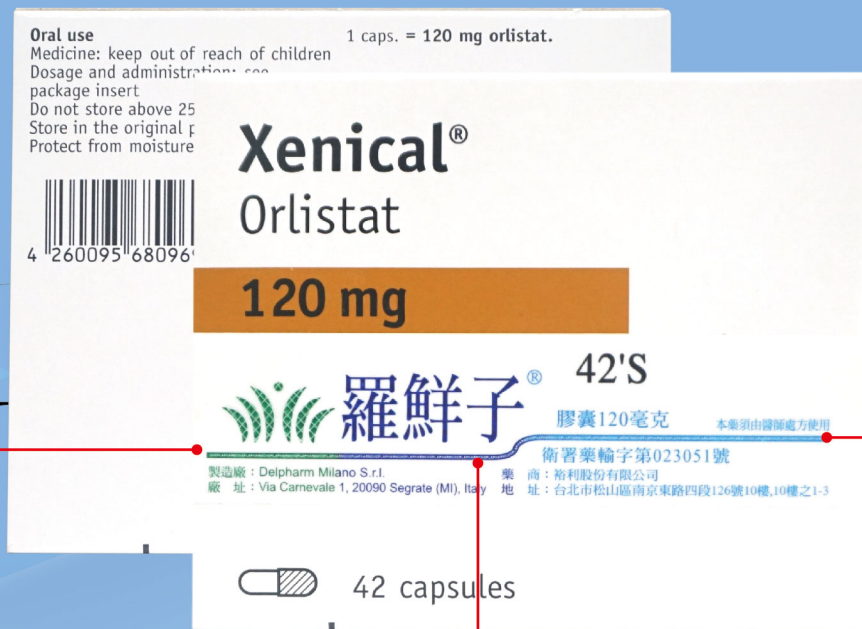 Oral use
Medicine: keep out of reach of children
Dosage and administration: see
package insert
Do not store above 25
Store in the original
Protect from moisture
1 caps. = 120 mg orlistat.
4 260095 68096
Xenical®
Orlistat
120 mg
羅鮮子®
42'S
膠囊120毫克
本藥須由醫師處方使用
衛署藥輸字第023051號
製造廠：Delpharm Milano S.r.l.
廠 址：Via Carnevale 1, 20090 Segrate (MI), Italy
藥 商：裕利股份有限公司
地 址：台北市松山區南京東路四段126號10樓,10樓之1-3
42 capsules